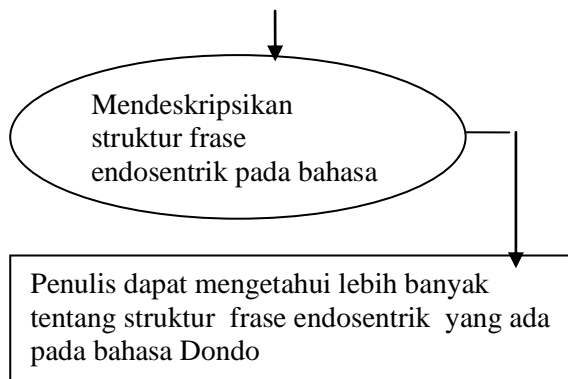 Mendeskripsikan
struktur frase
endosentrik pada bahasa
Penulis dapat mengetahui lebih banyak
tentang struktur frase endosentrik yang ada
pada bahasa Dondo